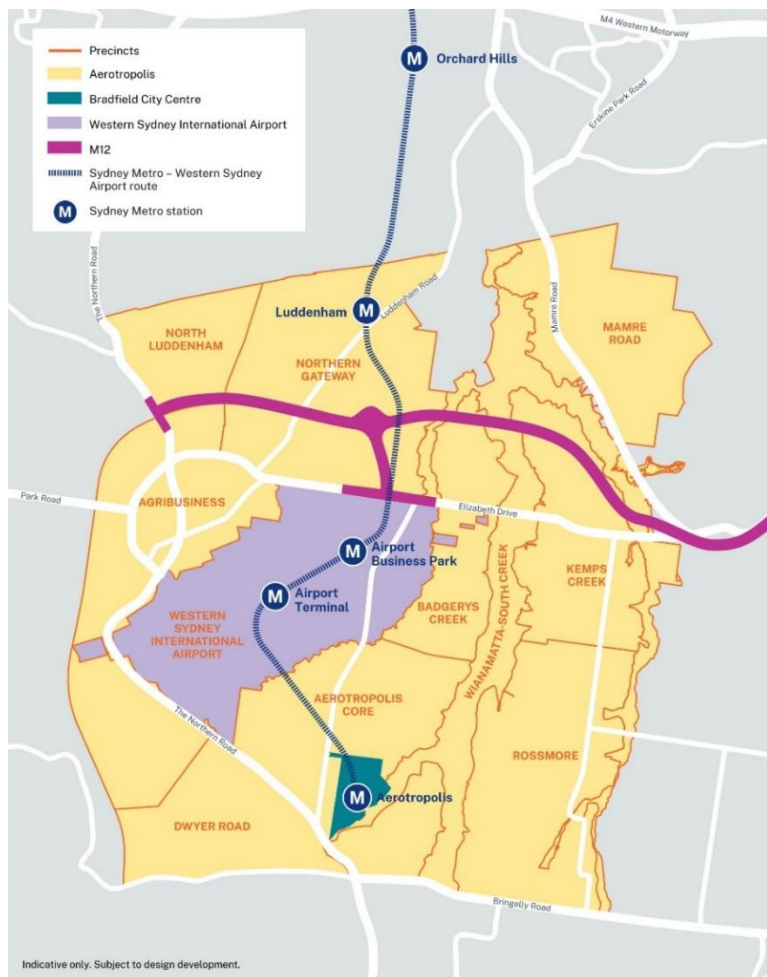 Precincts
Aerotropolis
Bradfield City Centre
Western Sydney International Airport
M12
Sydney Metro – Western Sydney
Airport route
M Sydney Metro station
M4 Western Motorway
M Orchard Hills
Erskine Park Road
The Northern Road
Luddenham M
Luddenham Road
Mamre Road
NORTH
LUDDENHAM
NORTHERN
GATEWAY
MAMRE
ROAD
Park Road
AGRIBUSINESS
Elizabeth Drive
M Airport
Business Park
M Airport
Terminal
KEMPS
CREEK
BADGERYS
CREEK
WIANAMATTA-SOUTH CREEK
WESTERN
SYDNEY
INTERNATIONAL
AIRPORT
AEROTROPOLIS
CORE
The Northern Road
ROSSMORE
M Aerotropolis
DWYER ROAD
Bringelly Road
Indicative only. Subject to design development.